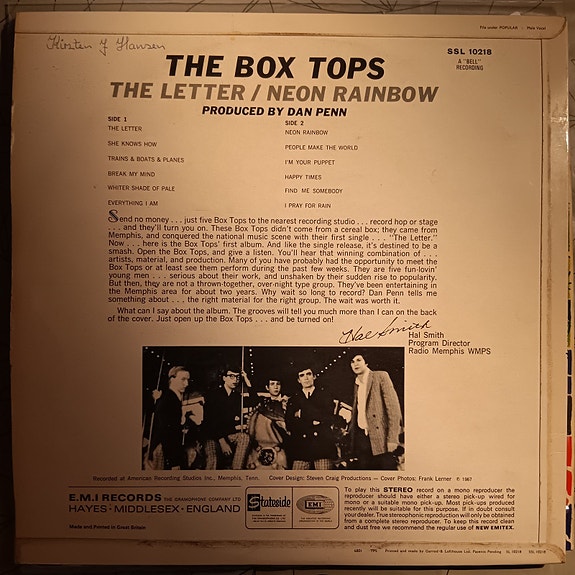 File under POPULAR : Male Vocal
Kirsten J Hansen
SSL 10218
A "BELL"
RECORDING
THE BOX TOPS
THE LETTER / NEON RAINBOW
PRODUCED BY DAN PENN
SIDE 1
THE LETTER
SHE KNOWS HOW
TRAINS & BOATS & PLANES
BREAK MY MIND
WHITER SHADE OF PALE
EVERYTHING I AM
SIDE 2
NEON RAINBOW
PEOPLE MAKE THE WORLD
I'M YOUR PUPPET
HAPPY TIMES
FIND ME SOMEBODY
I PRAY FOR RAIN
Send no money . . . just five Box Tops to the nearest recording studio . . . record hop or stage
. . . and they'll turn you on. These Box Tops didn't come from a cereal box; they came from
Memphis, and conquered the national music scene with their first single . . . "The Letter."
Now . . . here is the Box Tops' first album. And like the single release, it's destined to be a
smash. Open the Box Tops, and give a listen. You'll hear that winning combination of . . .
artists, material, and production. Many of you have probably had the opportunity to meet the
Box Tops or at least see them perform during the past few weeks. They are five fun-lovin'
young men . . . serious about their work, and unshaken by their sudden rise to popularity.
But then, they are not a thrown-together, over-night type group. They've been entertaining in
the Memphis area for about two years. Why wait so long to record? Dan Penn tells me
something about . . . the right material for the right group. The wait was worth it.
What can I say about the album. The grooves will tell you much more than I can on the back
of the cover. Just open up the Box Tops . . . and be turned on!
Hal Smith
Hal Smith
Program Director
Radio Memphis WMPS
Recorded at American Recording Studios Inc., Memphis, Tenn. Cover Design: Steven Craig Productions — Cover Photos: Frank Lerner ℗ 1967
E.M.I RECORDS THE GRAMOPHONE COMPANY LTD
HAYES · MIDDLESEX · ENGLAND
Made and Printed in Great Britain
Stateside
EMI
To play this STEREO record on a mono reproducer the
reproducer should have either a stereo pick-up wired for
mono or a suitable mono pick-up. Most pick-ups produced
recently will be suitable for this purpose. If in doubt consult
your dealer. True stereophonic reproduction will only be obtained
from a complete stereo reproducer. To keep this record clean
and dust free we recommend the regular use of NEW EMITEX.
Printed and made by Garrod & Lofthouse Ltd. Patents Pending SL 10218 SSL 10218